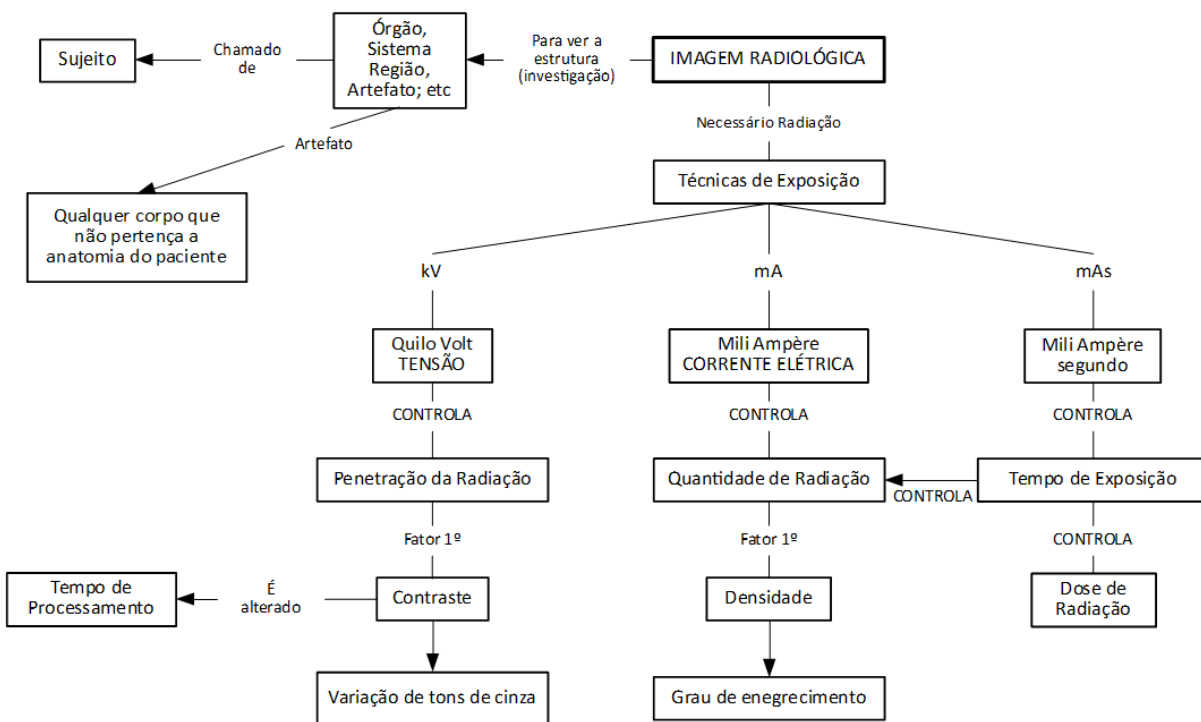 Sujeito
Chamado
de
Órgão,
Sistema
Região,
Artefato; etc
Para ver a
estrutura
(investigação)
IMAGEM RADIOLÓGICA
Necessário Radiação
Artefato
Técnicas de Exposição
Qualquer corpo que
não pertença a
anatomia do paciente
kV
mA
mAs
Quilo Volt
TENSÃO
Mili Ampère
CORRENTE ELÉTRICA
Mili Ampère
segundo
CONTROLA
CONTROLA
CONTROLA
Penetração da Radiação
Quantidade de Radiação
CONTROLA
Tempo de Exposição
Fator 1º
Fator 1º
CONTROLA
Tempo de
Processamento
É
alterado
Contraste
Densidade
Dose de
Radiação
Variação de tons de cinza
Grau de enegrecimento